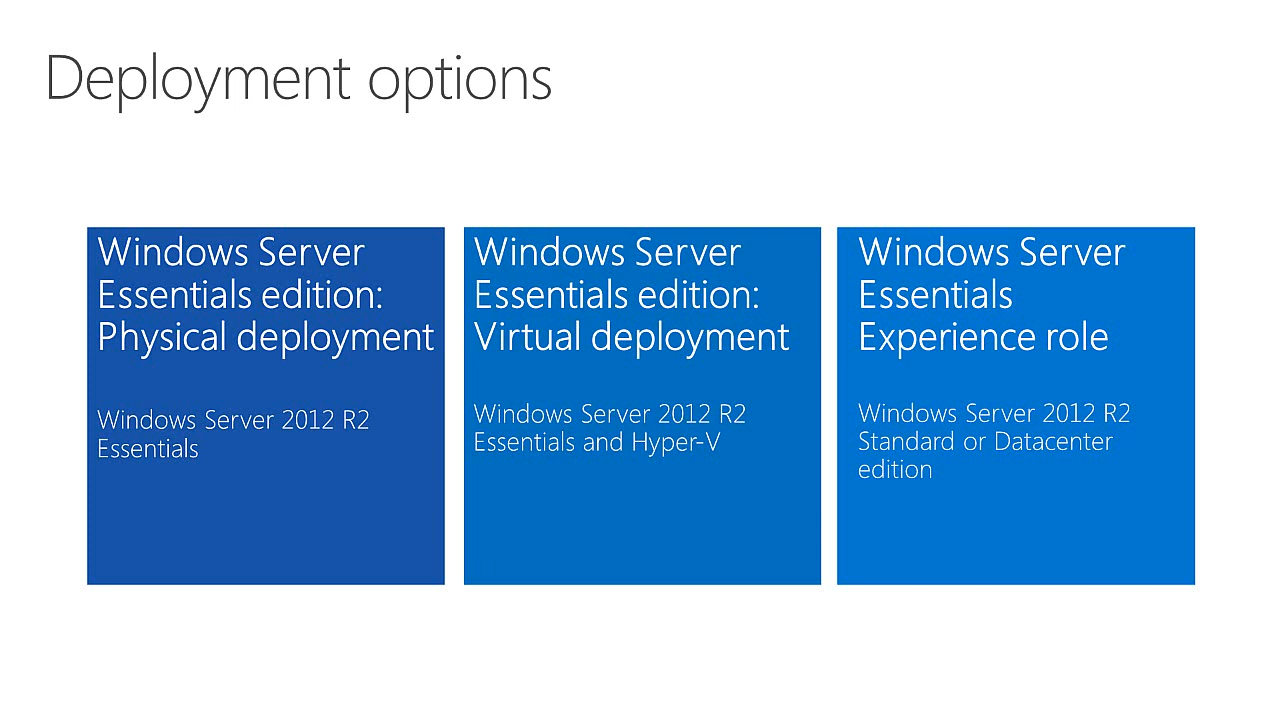 Deployment options
Windows Server
Essentials edition:
Physical deployment
Windows Server 2012 R2
Essentials
Windows Server
Essentials edition:
Virtual deployment
Windows Server 2012 R2
Essentials and Hyper-V
Windows Server
Essentials
Experience role
Windows Server 2012 R2
Standard or Datacenter
edition